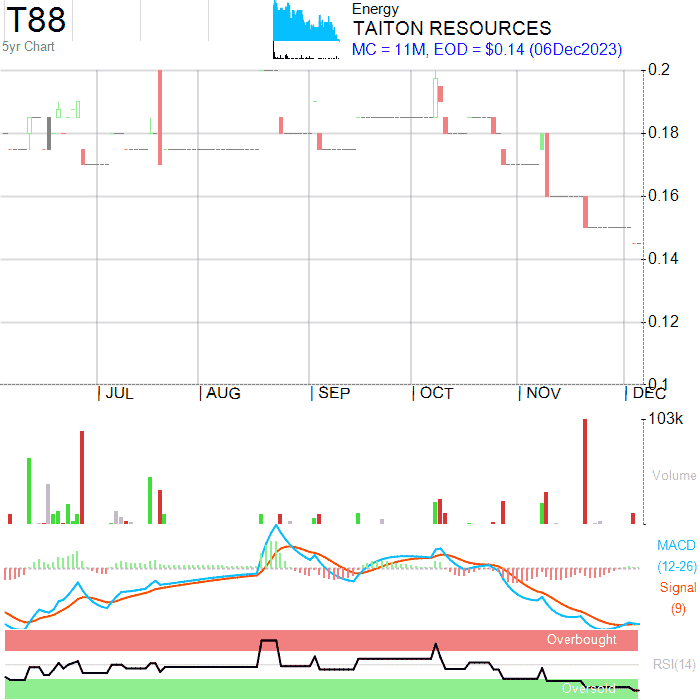 T88
5yr Chart
Energy
TAITON RESOURCES
MC = 11M, EOD = $0.14 (06Dec2023)
0.2
0.18
0.16
0.14
0.12
0.1
JUL AUG SEP OCT NOV DEC
103k
Volume
MACD
(12-26)
Signal
(9)
Overbought
RSI(14)
Oversold